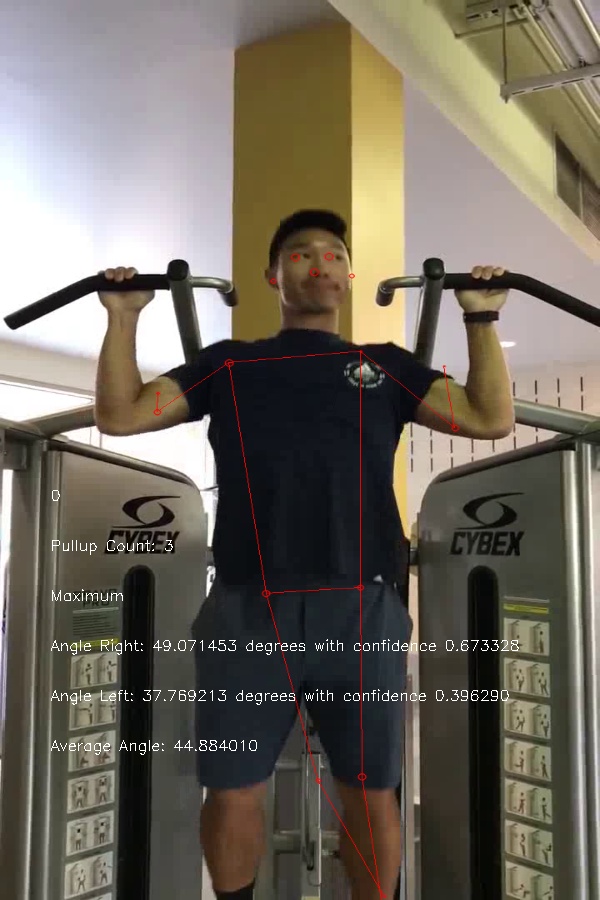 0
CYBEX
CYBEX
Pullup Count: 3
Maximum
Angle Right: 49.071453 degrees with confidence 0.673328
Angle Left: 37.769213 degrees with confidence 0.396290
Average Angle: 44.884010